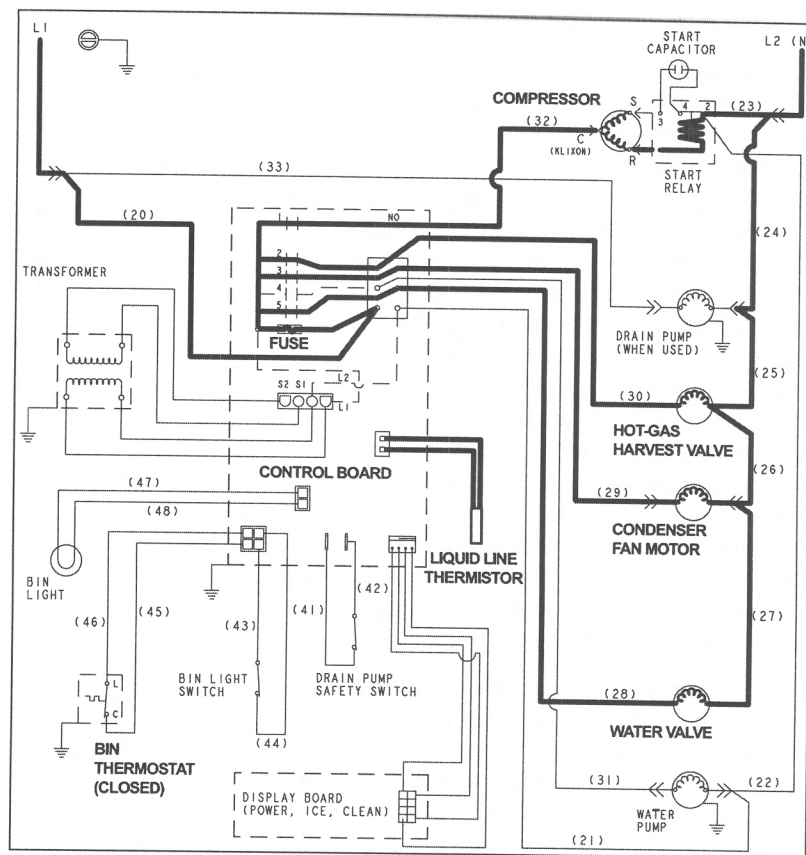 L1
START
CAPACITOR
L2 (N
COMPRESSOR
S
3
4
2
(23)
(32)
C
(KLIXON)
R
START
RELAY
(33)
(20)
NO
(24)
2
3
4
5
TRANSFORMER
FUSE
DRAIN PUMP
(WHEN USED)
L2
(25)
S2 S1
L1
(30)
HOT-GAS
HARVEST VALVE
CONTROL BOARD
(26)
(47)
(29)
(48)
CONDENSER
FAN MOTOR
LIQUID LINE
THERMISTOR
BIN
LIGHT
(46)
(45)
(43)
(41)
(42)
(27)
BIN LIGHT
SWITCH
DRAIN PUMP
SAFETY SWITCH
L
C
(28)
WATER VALVE
BIN
THERMOSTAT
(CLOSED)
(44)
(31)
(22)
DISPLAY BOARD
(POWER, ICE, CLEAN)
WATER
PUMP
(21)